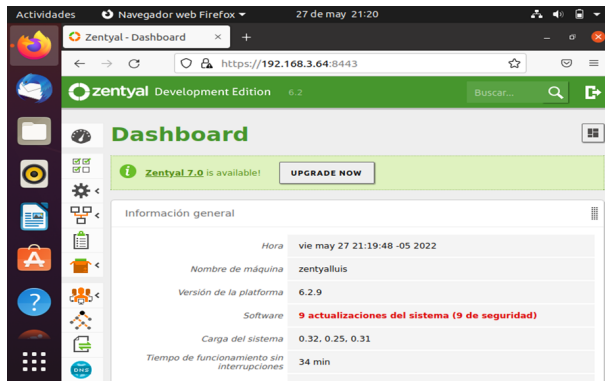 Actividades
Navegador web Firefox
27 de may 21:20
Zentyal - Dashboard
https://192.168.3.64:8443
zentyal Development Edition 6.2
Buscar...
Dashboard
Zentyal 7.0 is available!
UPGRADE NOW
Información general
Hora vie may 27 21:19:48 -05 2022
Nombre de máquina zentyalluis
Versión de la plataforma 6.2.9
Software 9 actualizaciones del sistema (9 de seguridad)
Carga del sistema 0.32, 0.25, 0.31
Tiempo de funcionamiento sin
interrupciones 34 min
DNS